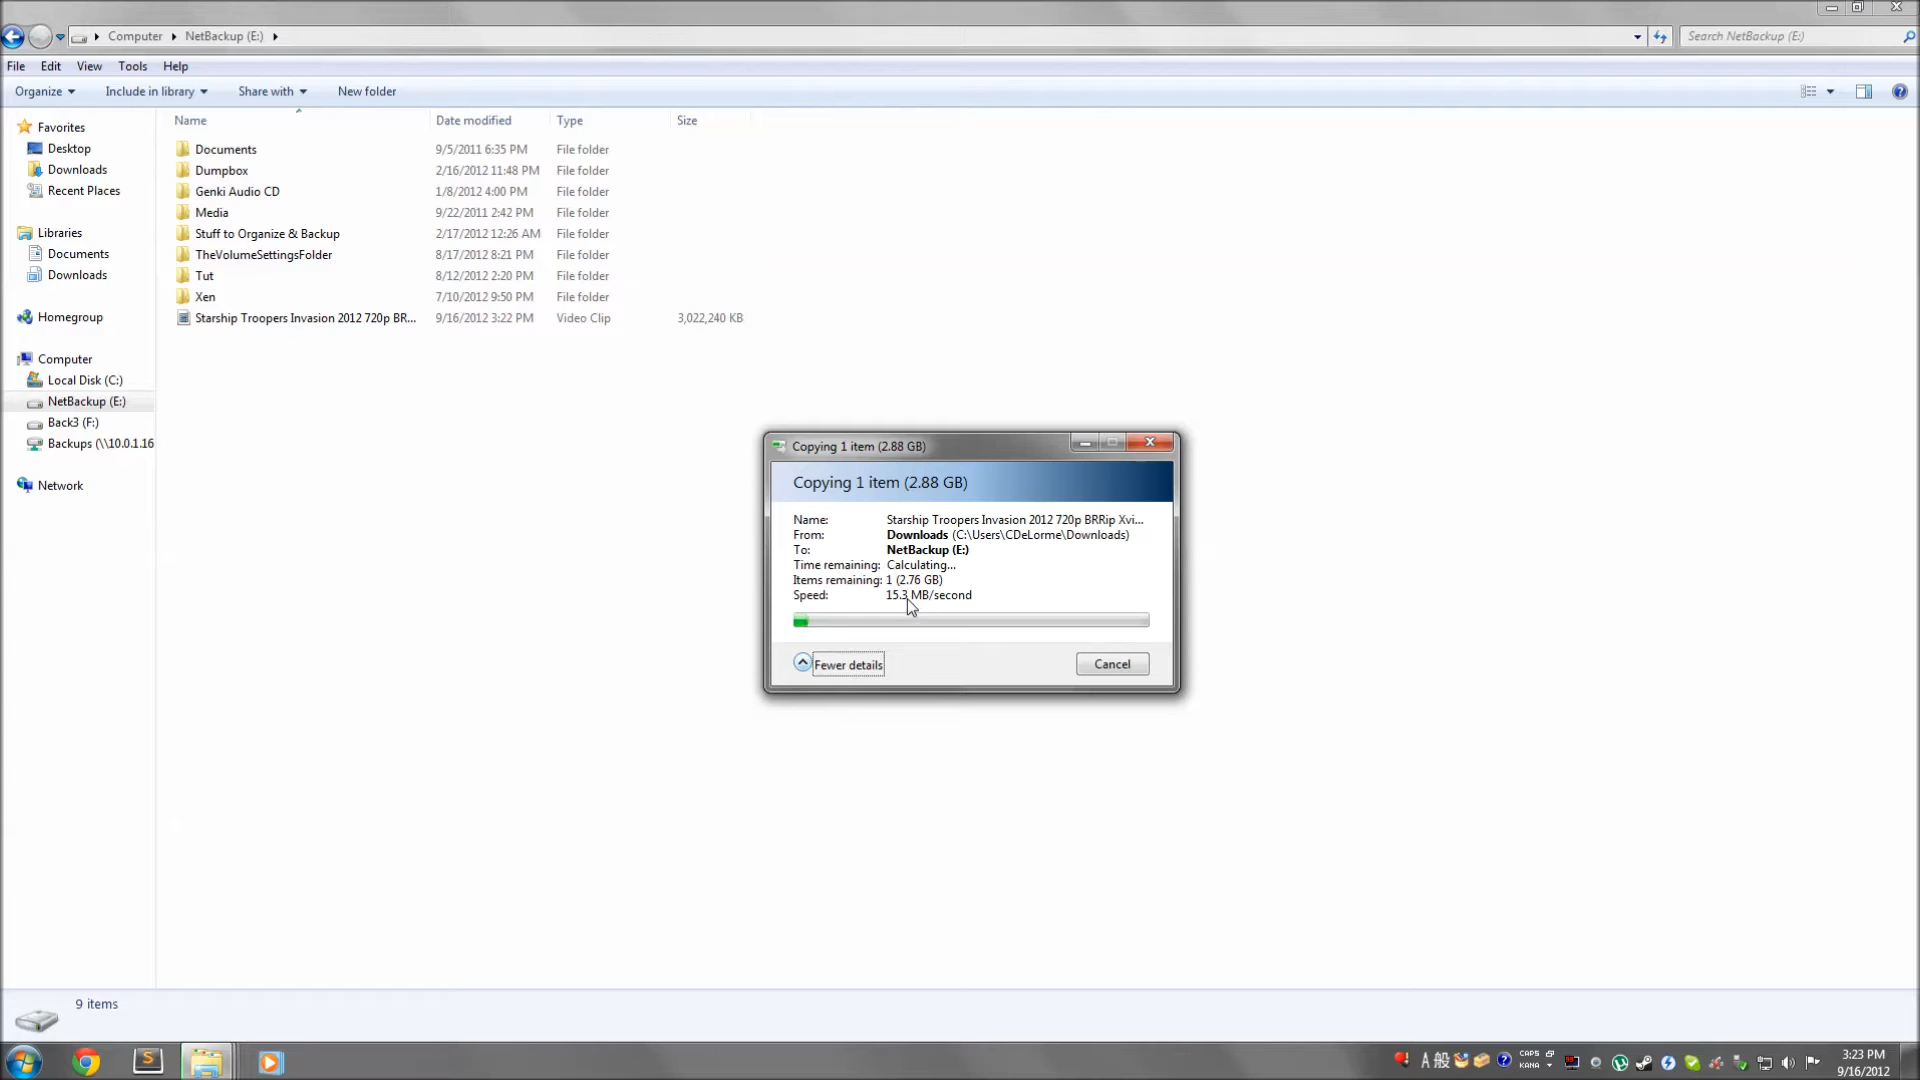 Computer NetBackup (E:)
Search NetBackup (E:)
File Edit View Tools Help
Organize Include in library Share with New folder
Name Date modified Type Size
Favorites
Desktop
Downloads
Recent Places
Libraries
Documents
Downloads
Homegroup
Computer
Local Disk (C:)
NetBackup (E:)
Back3 (F:)
Backups (\\10.0.1.16
Network
Documents 9/5/2011 6:35 PM File folder
Dumpbox 2/16/2012 11:48 PM File folder
Genki Audio CD 1/8/2012 4:00 PM File folder
Media 9/22/2011 2:42 PM File folder
Stuff to Organize & Backup 2/17/2012 12:26 AM File folder
TheVolumeSettingsFolder 8/17/2012 8:21 PM File folder
Tut 8/12/2012 2:20 PM File folder
Xen 7/10/2012 9:50 PM File folder
Starship Troopers Invasion 2012 720p BR... 9/16/2012 3:22 PM Video Clip 3,022,240 KB
Copying 1 item (2.88 GB)
Copying 1 item (2.88 GB)
Name: Starship Troopers Invasion 2012 720p BRRip Xvi...
From: Downloads (C:\Users\CDeLorme\Downloads)
To: NetBackup (E:)
Time remaining: Calculating...
Items remaining: 1 (2.76 GB)
Speed: 15.3 MB/second
Fewer details
Cancel
9 items
A 般
CAPS
KANA
3:23 PM
9/16/2012